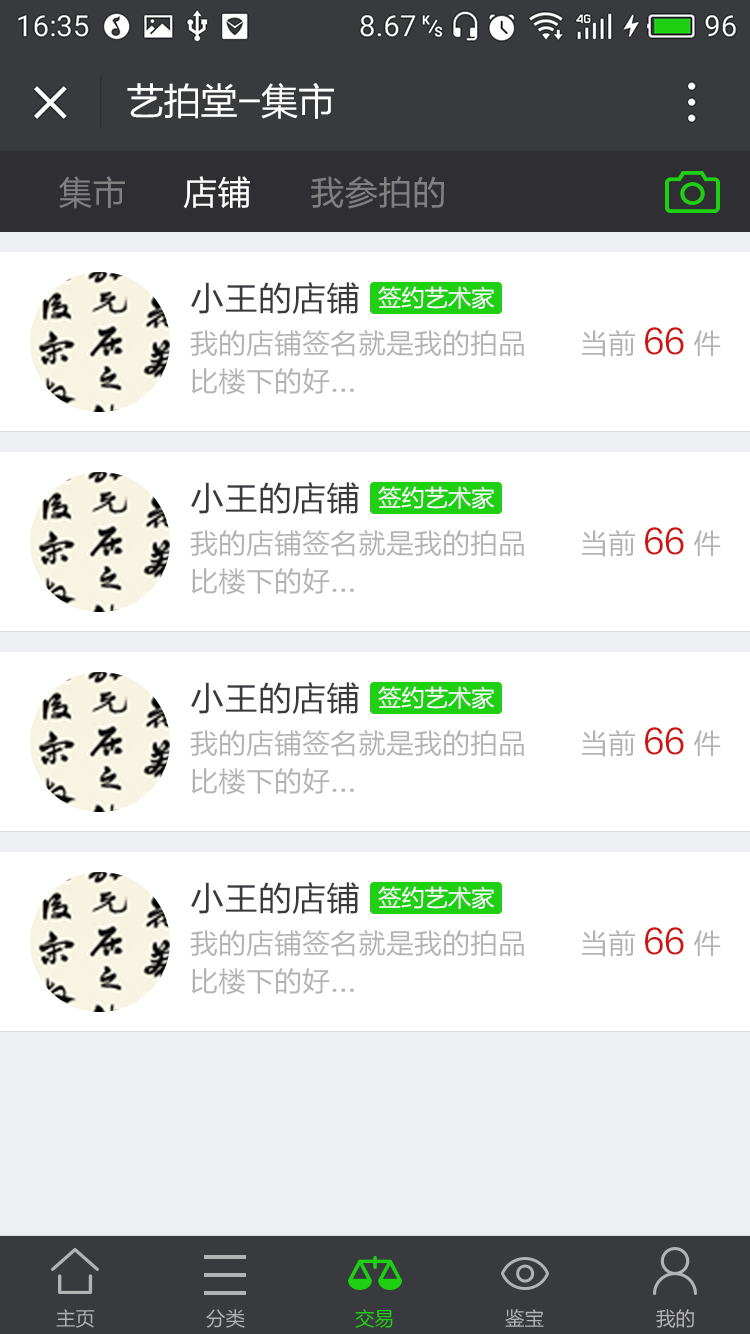 16:35 8.67 K/s 4G 96
艺拍堂–集市
集市 店铺 我参拍的
小王的店铺 签约艺术家
我的店铺签名就是我的拍品
比楼下的好...
当前 66 件
小王的店铺 签约艺术家
我的店铺签名就是我的拍品
比楼下的好...
当前 66 件
小王的店铺 签约艺术家
我的店铺签名就是我的拍品
比楼下的好...
当前 66 件
小王的店铺 签约艺术家
我的店铺签名就是我的拍品
比楼下的好...
当前 66 件
主页 分类 交易 鉴宝 我的